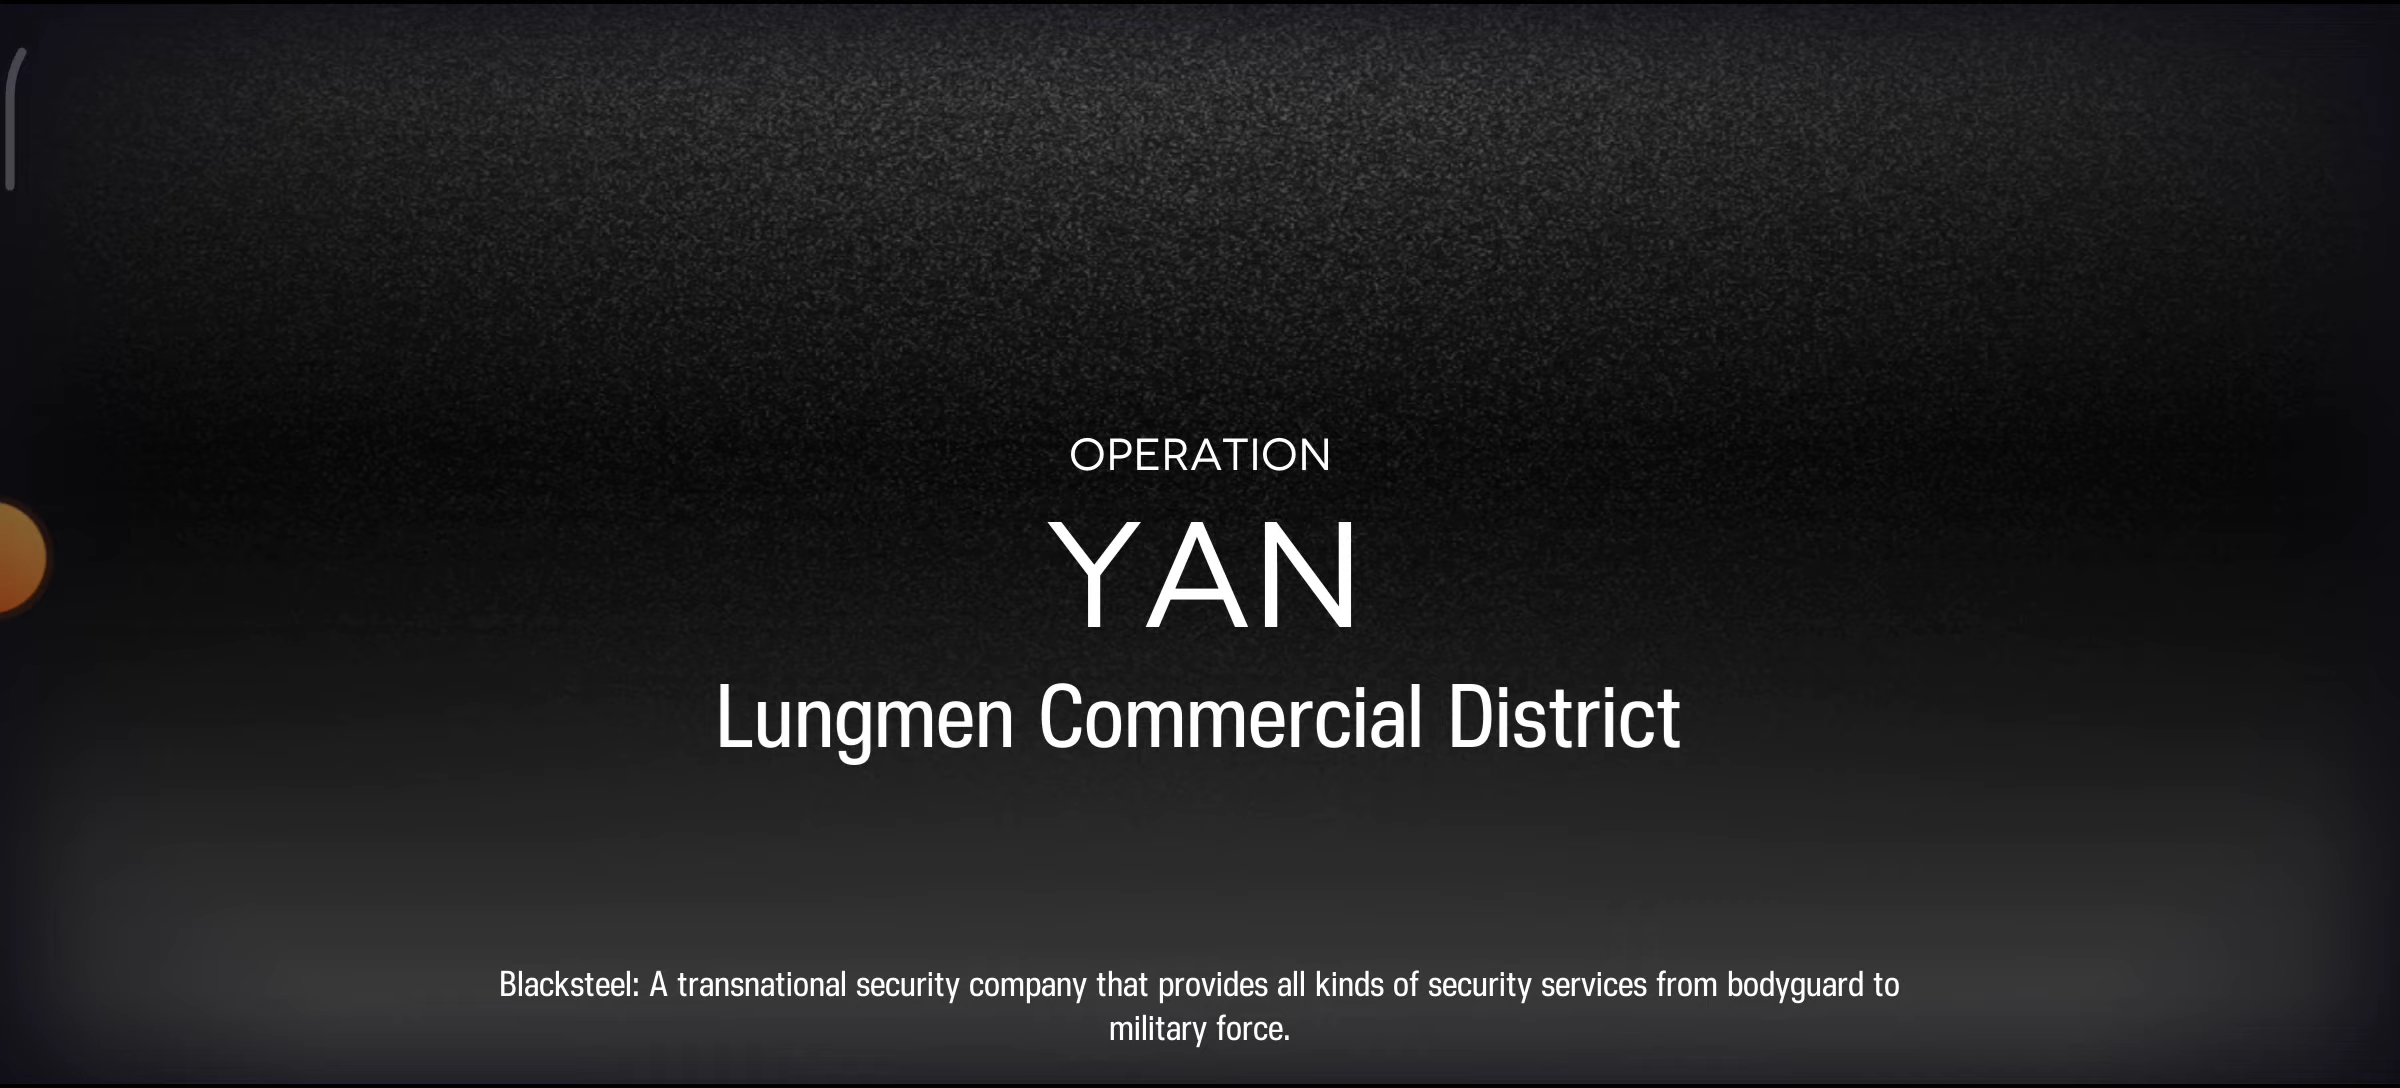 OPERATION
YAN
Lungmen Commercial District
Blacksteel: A transnational security company that provides all kinds of security services from bodyguard to
military force.